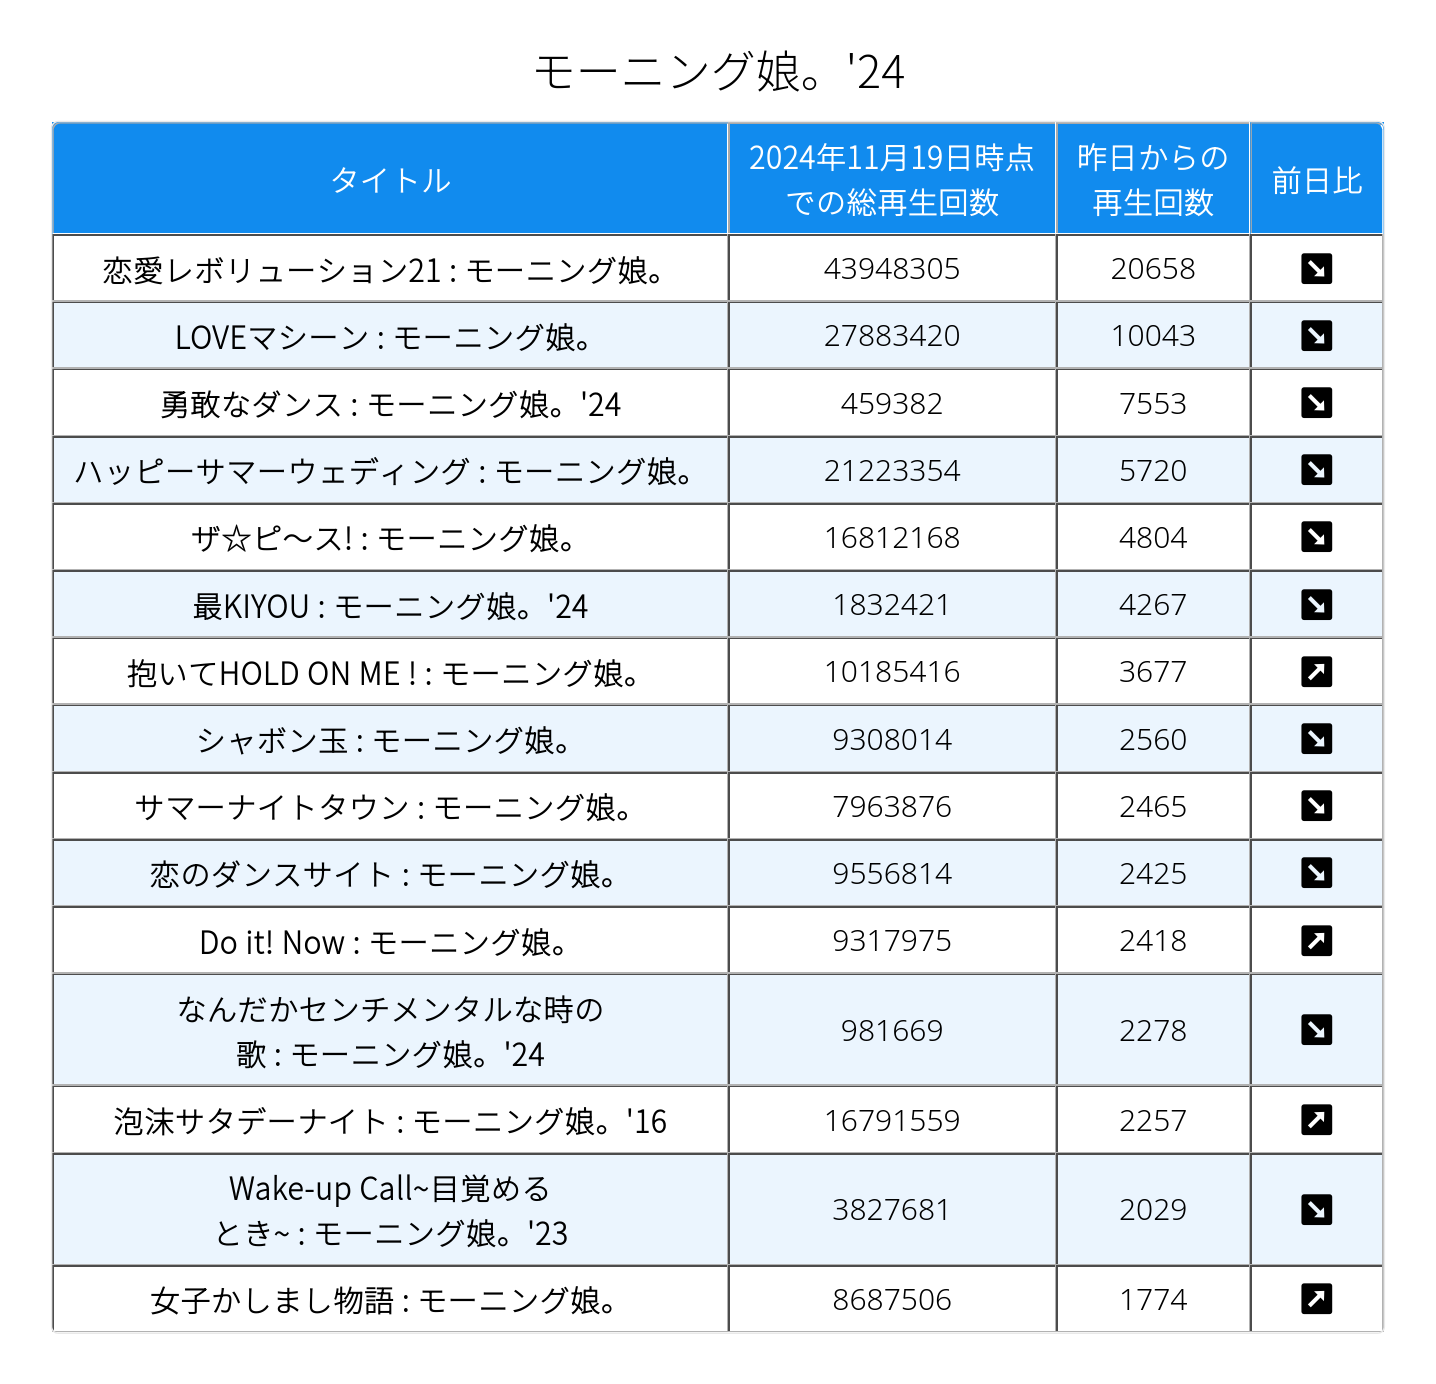 モーニング娘。'24
タイトル
2024年11月19日時点
での総再生回数
昨日からの
再生回数
前日比
恋愛レボリューション21 : モーニング娘。 43948305 20658
LOVEマシーン : モーニング娘。 27883420 10043
勇敢なダンス : モーニング娘。'24 459382 7553
ハッピーサマーウェディング : モーニング娘。 21223354 5720
ザ☆ピ〜ス! : モーニング娘。 16812168 4804
最KIYOU : モーニング娘。'24 1832421 4267
抱いてHOLD ON ME ! : モーニング娘。 10185416 3677
シャボン玉 : モーニング娘。 9308014 2560
サマーナイトタウン : モーニング娘。 7963876 2465
恋のダンスサイト : モーニング娘。 9556814 2425
Do it! Now : モーニング娘。 9317975 2418
なんだかセンチメンタルな時の
歌 : モーニング娘。'24 981669 2278
泡沫サタデーナイト : モーニング娘。'16 16791559 2257
Wake-up Call~目覚める
とき~ : モーニング娘。'23 3827681 2029
女子かしまし物語 : モーニング娘。 8687506 1774